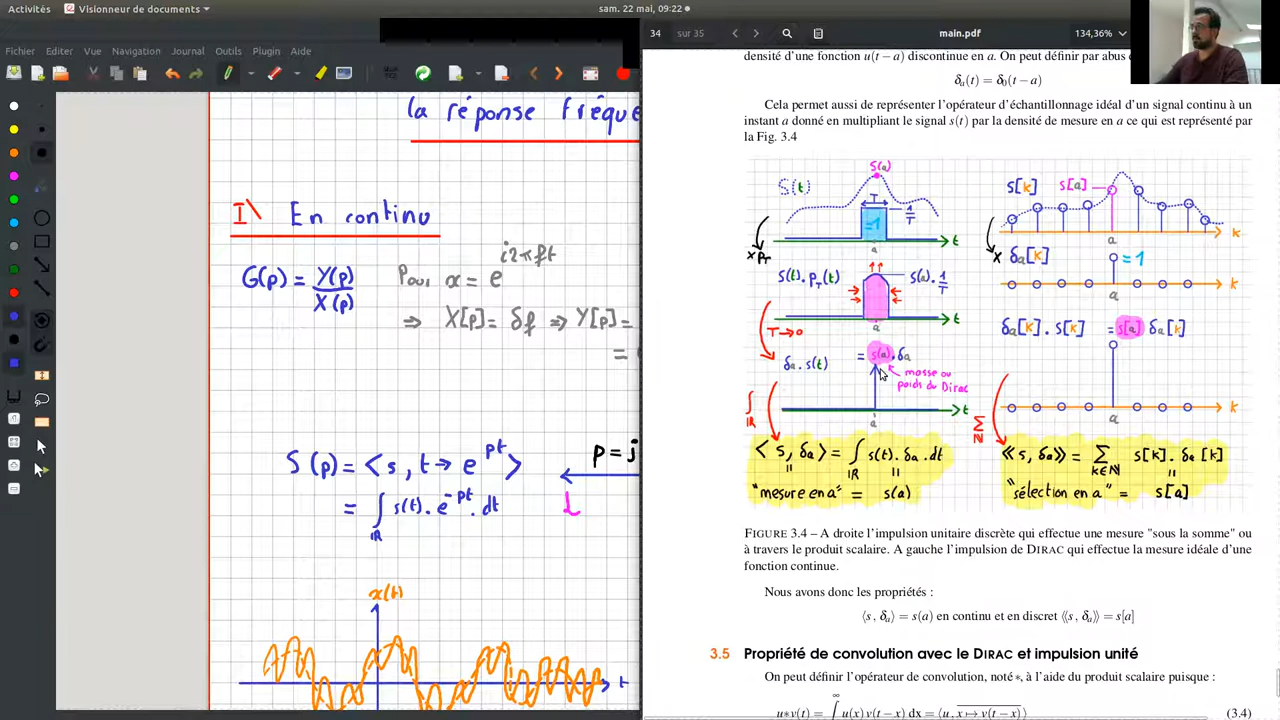 Activités
Visionneur de documents
sam. 22 mai, 09:22
Fichier Edit Vue Navigation Journal Outils Plugin Aide
34 sur 35
main.pdf
134,36%
la réponse fréque
I\ En continu
G(p) = Y(p)
X(p)
Pour x = e^{i2πft}
⇒ X[p] = δf ⇒ Y[p] =
=
S(p) = < s, t → e^{pt} >
= ∫ s(t). e^{-pt}. dt
ℝ
p = j
L
x(t)
t
densité d'une fonction u(t − a) discontinue en a. On peut définir par abus
δa(t) = δ0(t−a)
Cela permet aussi de représenter l'opérateur d'échantillonnage idéal d'un signal continu à un
instant a donné en multipliant le signal s(t) par la densité de mesure en a ce qui est représenté par
la Fig. 3.4
S(t)
S(a)
T
1/T
=1
a
t
x PT
S(t). PT(t)
S(a). 1/T
a
t
T→0
δa. s(t) = s(a). δa
masse ou
poids du Dirac
a
t
∫ℝ
< s, δa > = ∫ s(t). δa. dt
ℝ
"mesure en a" = s(a)
s[k]
s[a]
a
k
x δa[k]
=1
a
k
δa[k]. s[k] = s[a] δa[k]
a
k
Σ
⟪ s, δa ⟫ = Σ s[k]. δa[k]
k∈ℕ
"sélection en a" = s[a]
FIGURE 3.4 – A droite l'impulsion unitaire discrète qui effectue une mesure "sous la somme" ou
à travers le produit scalaire. A gauche l'impulsion de DIRAC qui effectue la mesure idéale d'une
fonction continue.
Nous avons donc les propriétés :
⟨s, δa⟩ = s(a) en continu et en discret ⟪s, δa⟫ = s[a]
3.5 Propriété de convolution avec le DIRAC et impulsion unité
On peut définir l'opérateur de convolution, noté ∗, à l'aide du produit scalaire puisque :
∞
u∗v(t) = ∫ u(x) v(t−x) dx = ⟨u, x ↦ v(t−x)⟩ (3.4)